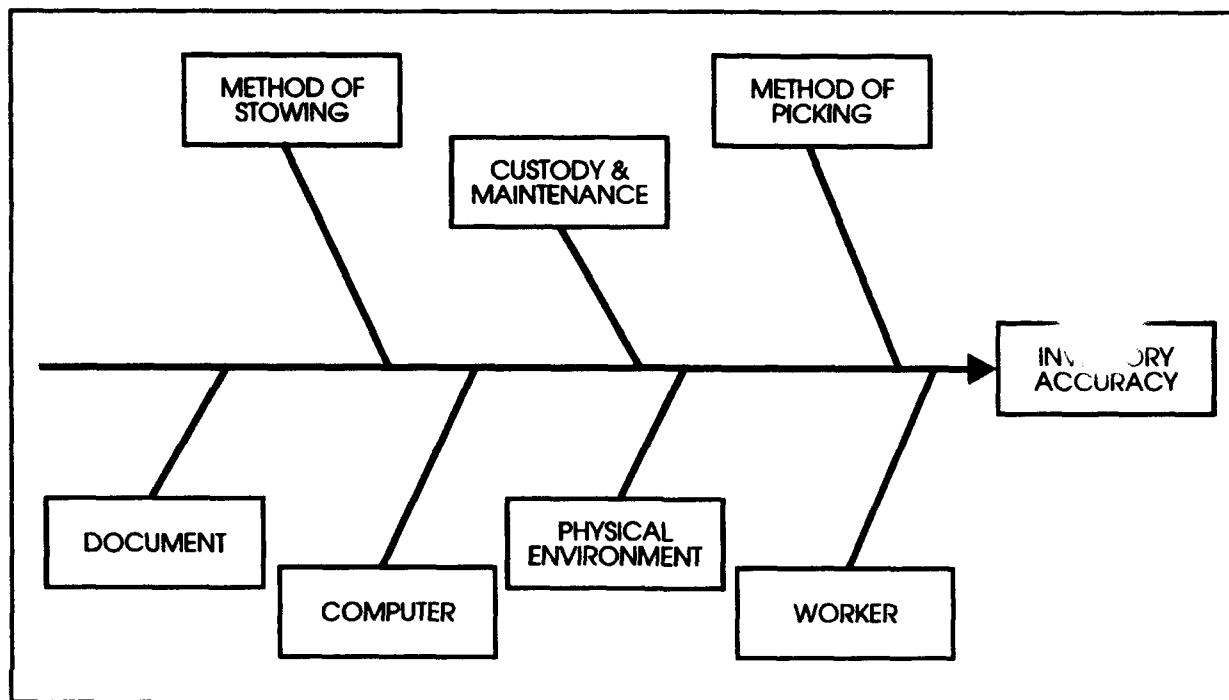 METHOD OF
STOWING
METHOD OF
PICKING
CUSTODY &
MAINTENANCE
ACCURACY
DOCUMENT
PHYSICAL
ENVIRONMENT
COMPUTER
WORKER